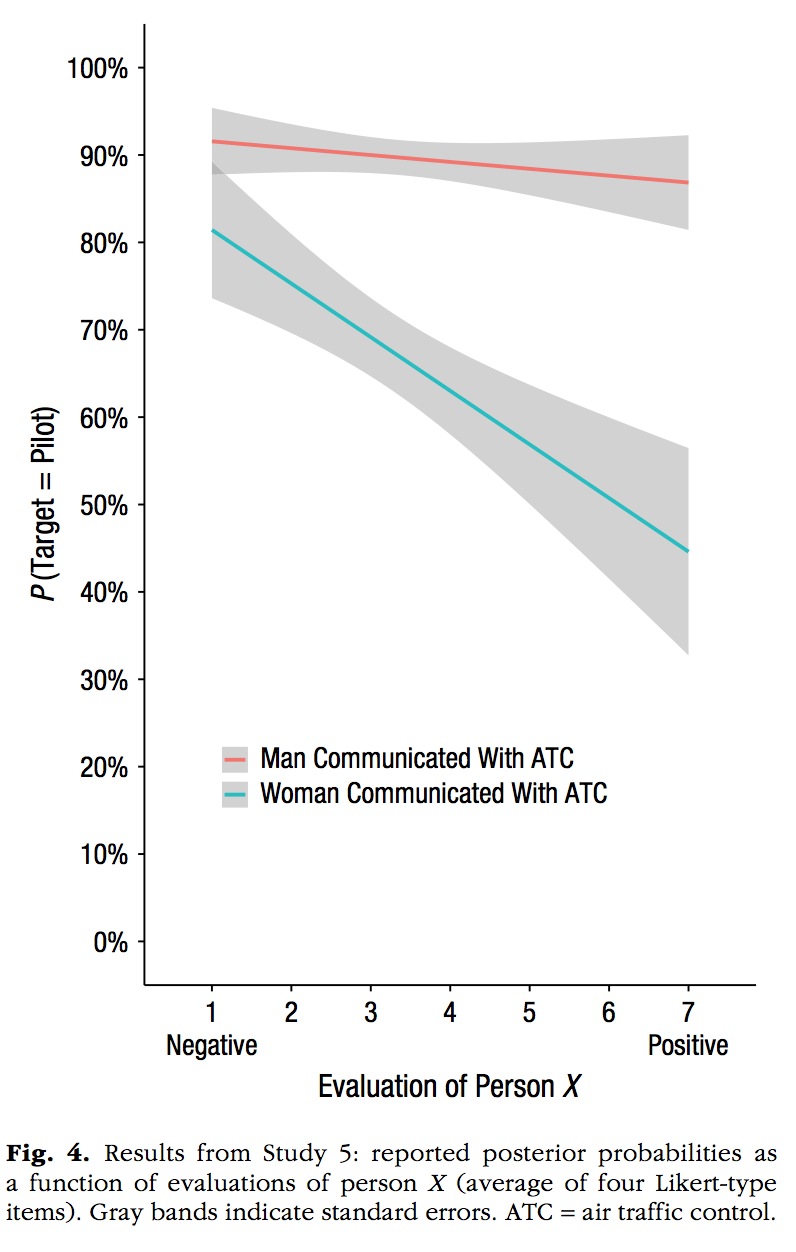 100%
90%
80%
70%
60%
50%
40%
30%
20%
10%
0%
P(Target = Pilot)
Man Communicated With ATC
Woman Communicated With ATC
1 2 3 4 5 6 7
Negative Positive
Evaluation of Person X
Fig. 4. Results from Study 5: reported posterior probabilities as
a function of evaluations of person X (average of four Likert-type
items). Gray bands indicate standard errors. ATC = air traffic control.